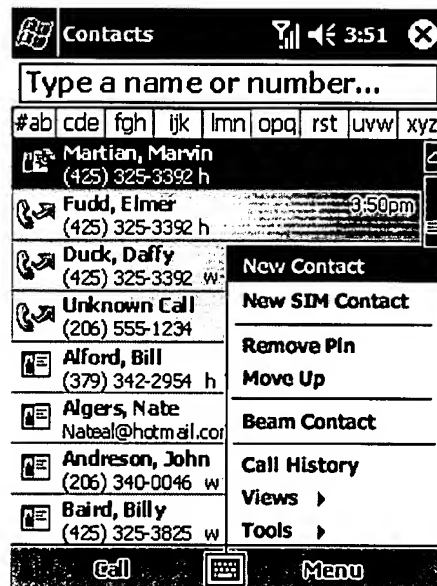 Contacts 3:51
Type a name or number...
#ab cde fgh ijk lmn opq rst uvw xyz
Martian, Marvin
(425) 325-3392 h
Fudd, Elmer 3:50pm
(425) 325-3392 h
Duck, Daffy
(425) 325-3392 w
Unknown Call
(206) 555-1234
Alford, Bill
(379) 342-2954 h
Algers, Nate
Nateal@hotmail.com
Andreson, John
(206) 340-0046 w
Baird, Billy
(425) 325-3825 w
New Contact
New SIM Contact
Remove Pin
Move Up
Beam Contact
Call History
Views
Tools
Call Menu